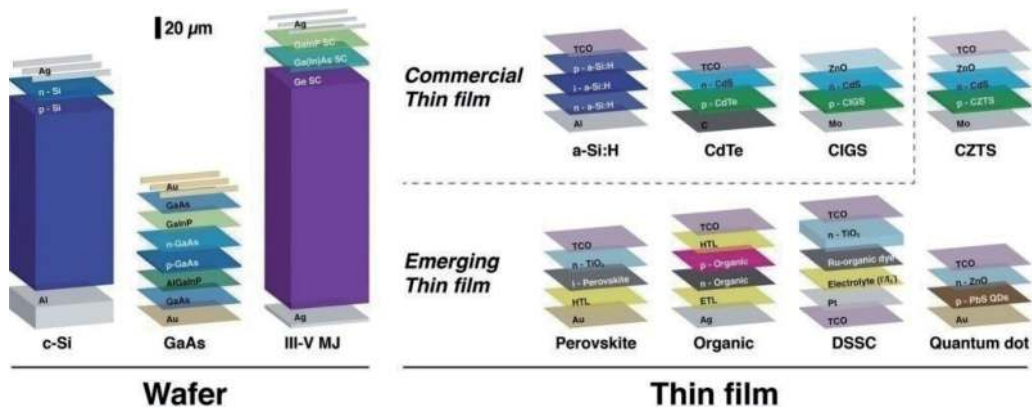 20 µm
Ag
n - Si
p - Si
Al
c-Si
Au
GaAs
GaInP
n-GaAs
p-GaAs
AlGaInP
GaAs
Au
GaAs
Ag
GaInP SC
Ga(In)As SC
Ge SC
Ag
III-V MJ
Wafer
Commercial
Thin film
TCO
p - a-Si:H
i - a-Si:H
n - a-Si:H
Al
a-Si:H
TCO
n - CdS
p - CdTe
C
CdTe
ZnO
n - CdS
p - CIGS
Mo
CIGS
TCO
ZnO
n - CdS
p - CZTS
Mo
CZTS
Emerging
Thin film
TCO
n - TiO₂
i - Perovskite
HTL
Au
Perovskite
TCO
HTL
p - Organic
n - Organic
ETL
Ag
Organic
TCO
n - TiO₂
Ru-organic dye
Electrolyte
Pt
TCO
DSSC
TCO
n - ZnO
p - PbS QDs
Au
Quantum dot
Thin film